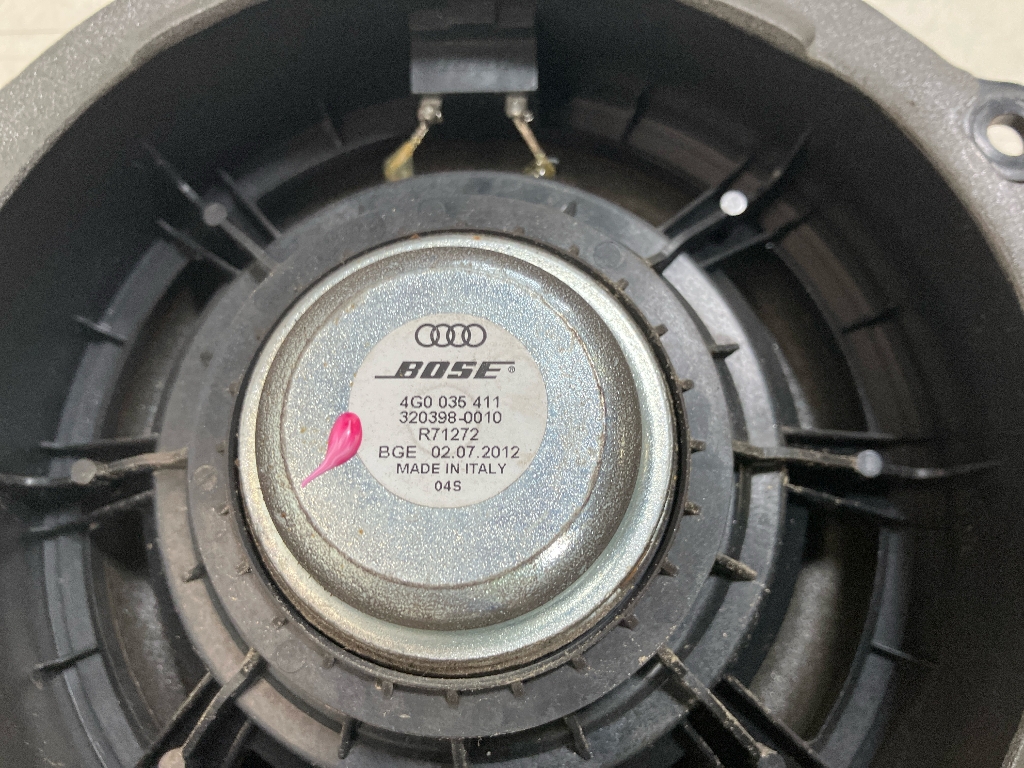 BOSE®
4G0 035 411
320398-0010
R71272
BGE 02.07.2012
MADE IN ITALY
04S